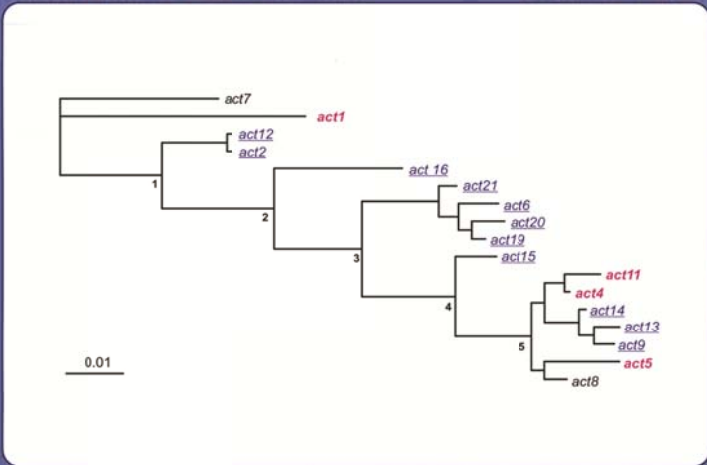 act7
act1
act12
act2
1
act 16
2
act21
act6
act20
act19
3
act15
act11
act4
4
act14
act13
act9
5
act5
0.01
act8